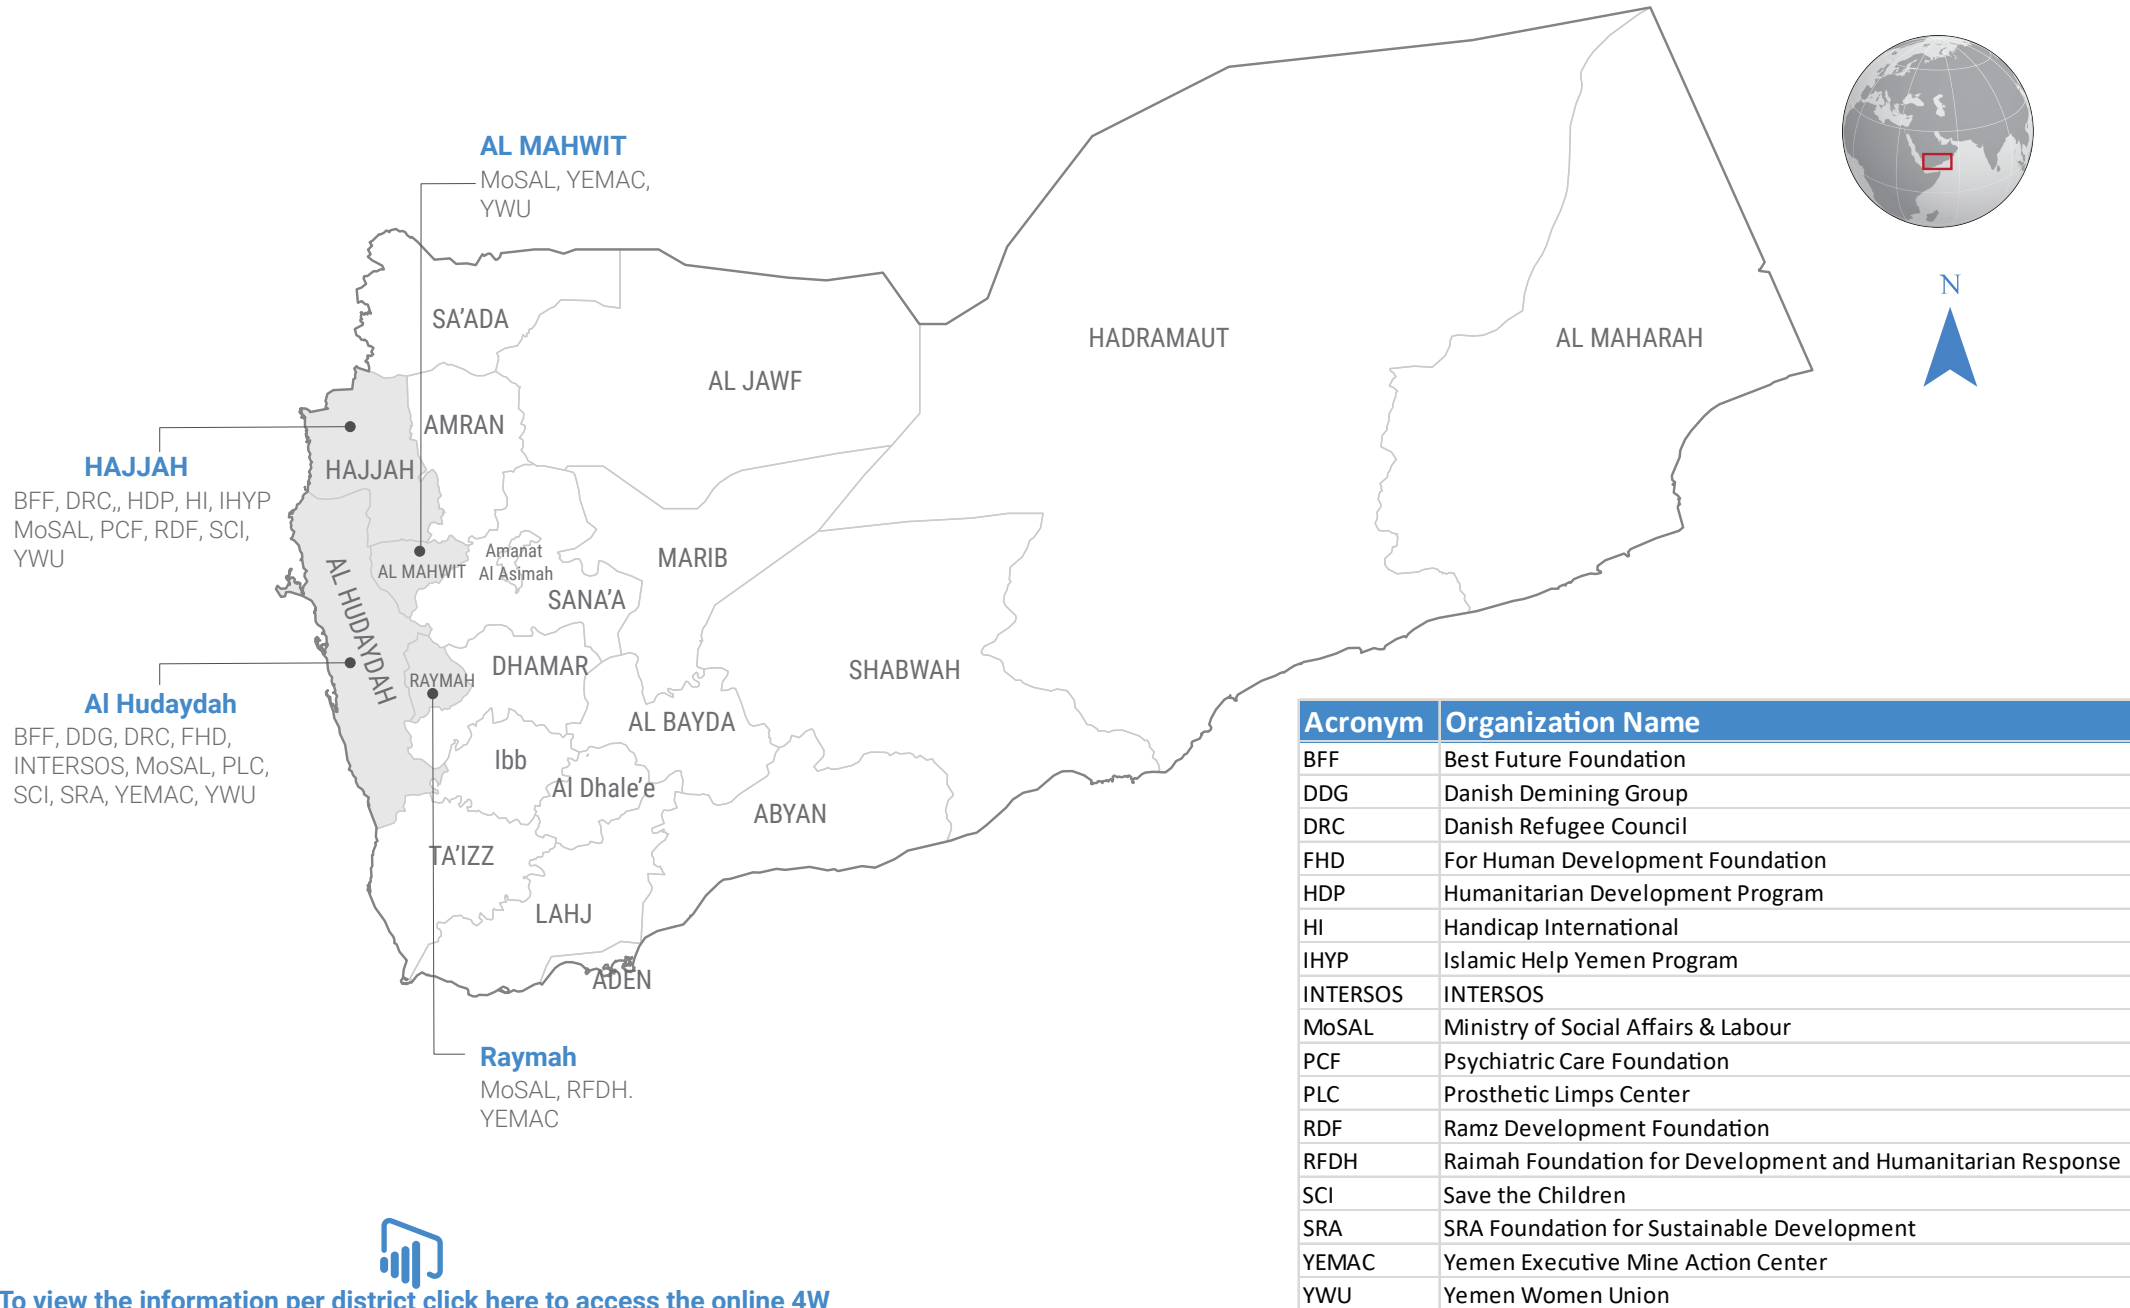 AL MAHWIT
MoSAL, YEMAC,
YWU
N
SA'ADA
HADRAMAUT
AL MAHARAH
AL JAWF
AMRAN
HAJJAH
HAJJAH
BFF, DRC,, HDP, HI, IHYP
MoSAL, PCF, RDF, SCI,
YWU
Amanat
Al Asimah
AL MAHWIT
MARIB
SANA'A
AL HUDAYDAH
DHAMAR
RAYMAH
SHABWAH
Al Hudaydah
BFF, DDG, DRC, FHD,
INTERSOS, MoSAL, PLC,
SCI, SRA, YEMAC, YWU
AL BAYDA
Ibb
Al Dhale'e
ABYAN
TA'IZZ
LAHJ
ADEN
Raymah
MoSAL, RFDH.
YEMAC
Acronym Organization Name
BFF Best Future Foundation
DDG Danish Demining Group
DRC Danish Refugee Council
FHD For Human Development Foundation
HDP Humanitarian Development Program
HI Handicap International
IHYP Islamic Help Yemen Program
INTERSOS INTERSOS
MoSAL Ministry of Social Affairs & Labour
PCF Psychiatric Care Foundation
PLC Prosthetic Limps Center
RDF Ramz Development Foundation
RFDH Raimah Foundation for Development and Humanitarian Response
SCI Save the Children
SRA SRA Foundation for Sustainable Development
YEMAC Yemen Executive Mine Action Center
YWU Yemen Women Union
To view the information per district click here to access the online 4W